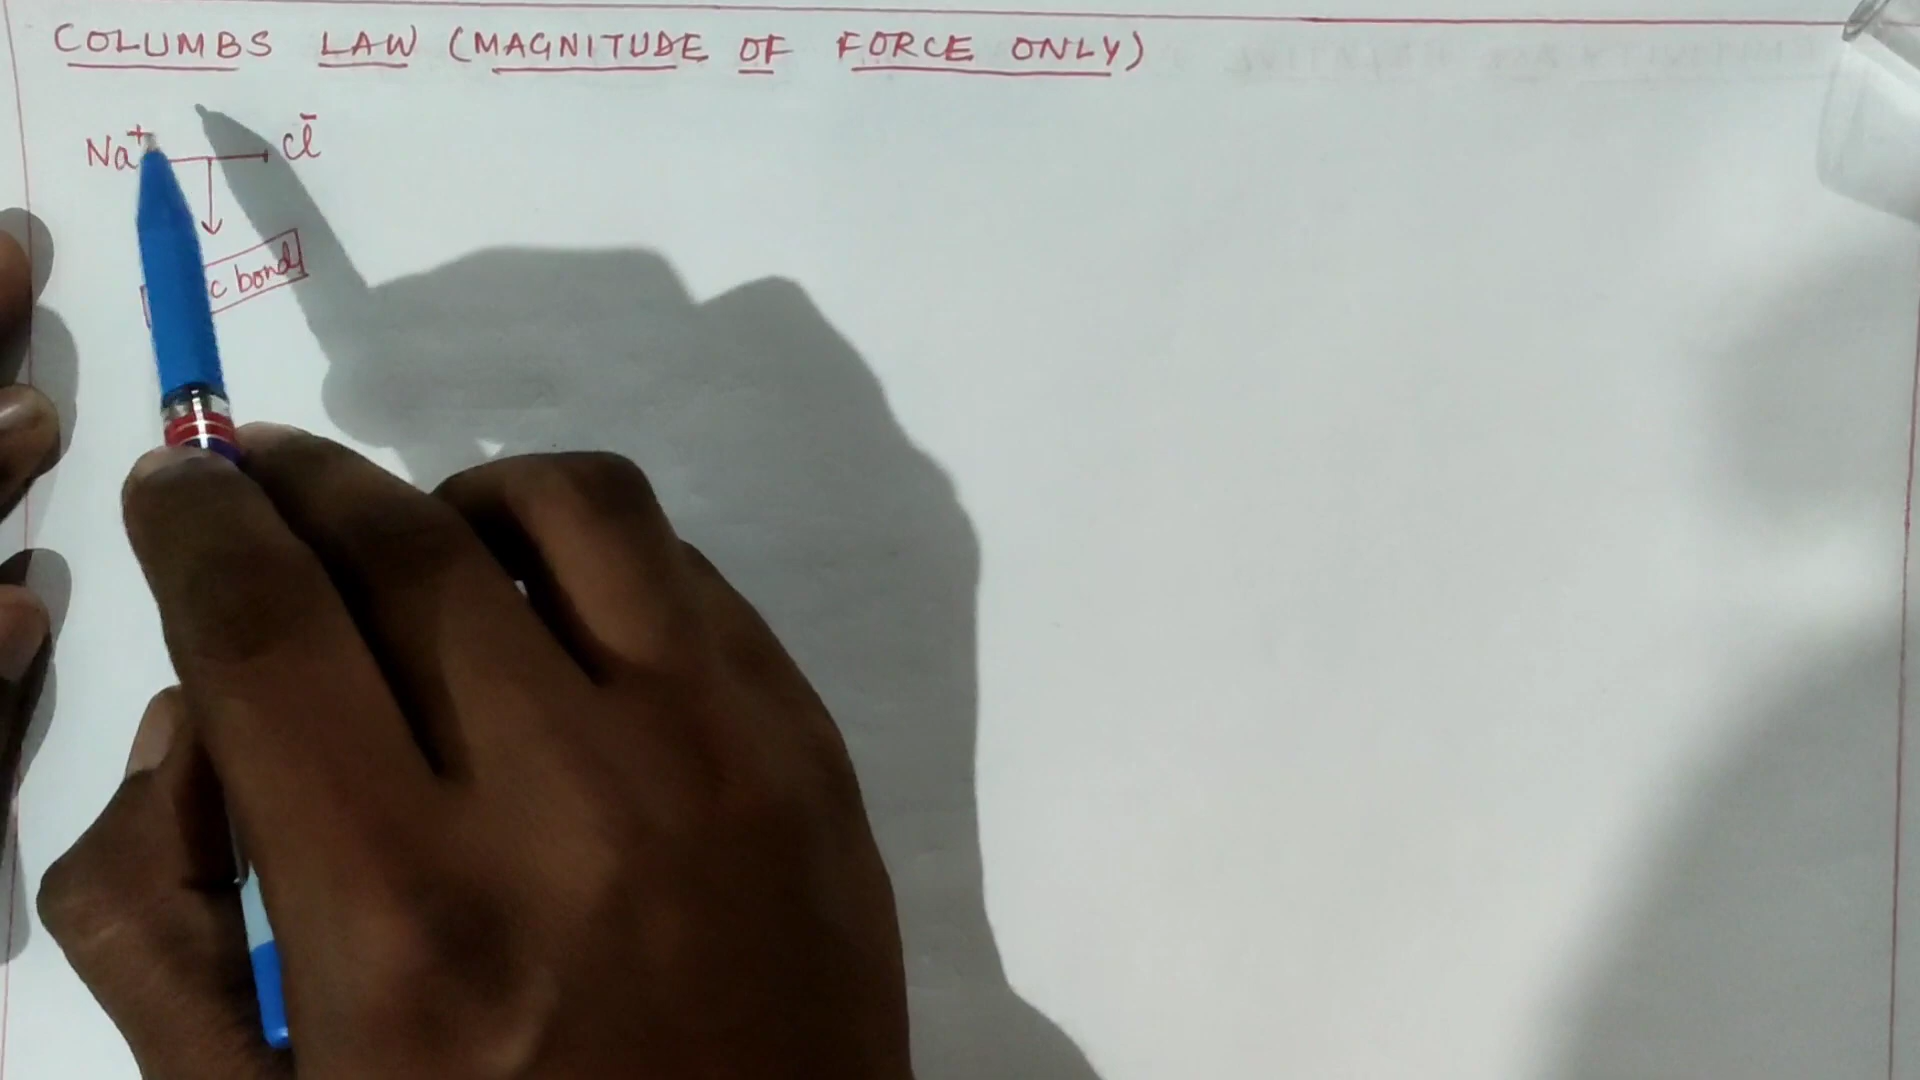 COLUMBS LAW (MAGNITUDE OF FORCE ONLY)
Na⁺ Cl⁻
bond